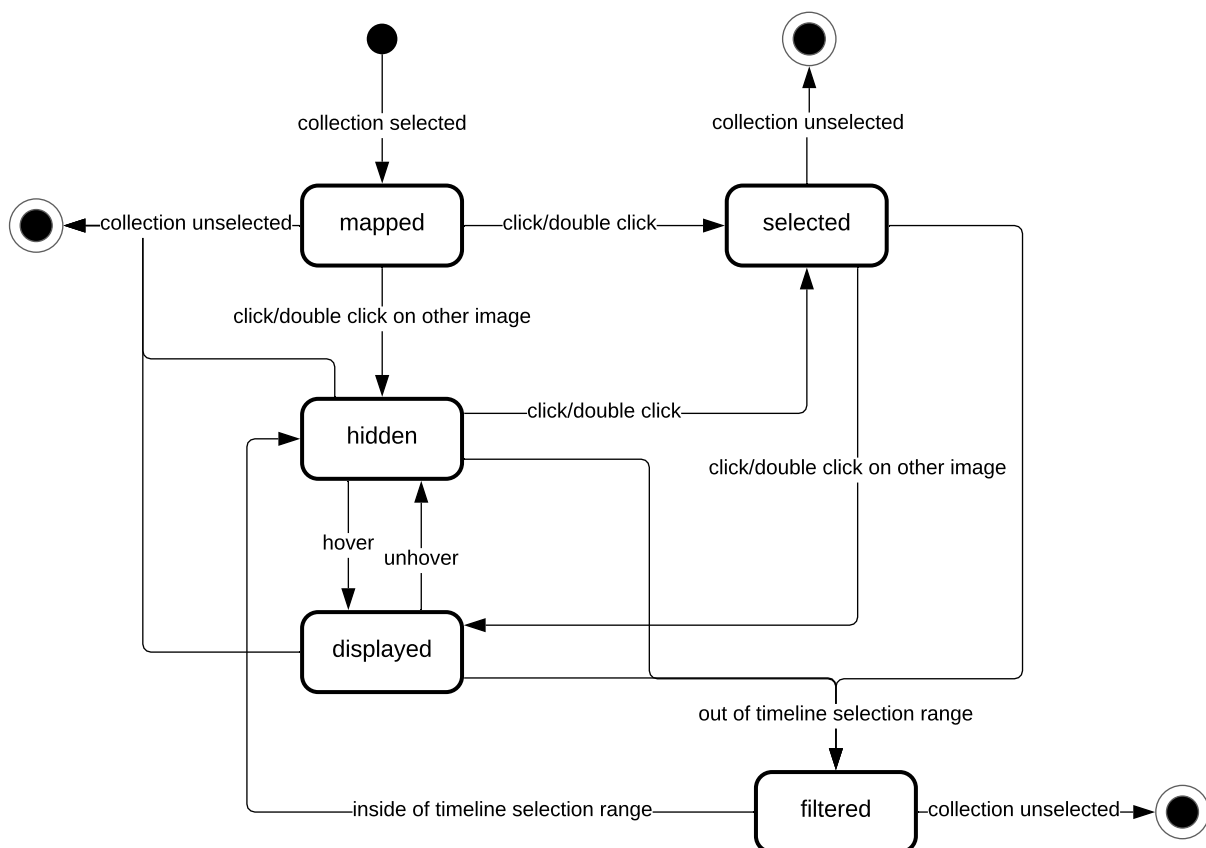 collection selected
collection unselected
collection unselected
mapped
click/double click
selected
click/double click on other image
click/double click
hidden
click/double click on other image
hover
unhover
displayed
out of timeline selection range
inside of timeline selection range
filtered
collection unselected